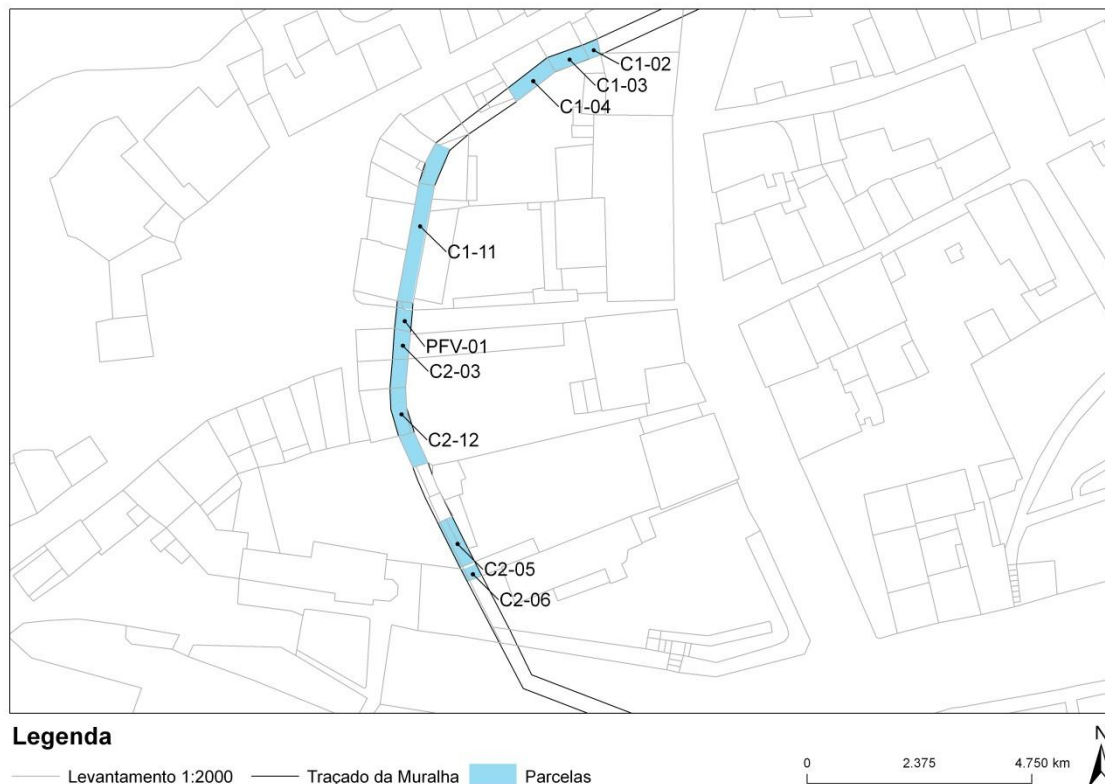 C1-02
C1-03
C1-04
C1-11
PFV-01
C2-03
C2-12
C2-05
C2-06
Legenda
Levantamento 1:2000 Traçado da Muralha Parcelas
0 2.375 4.750 km
N